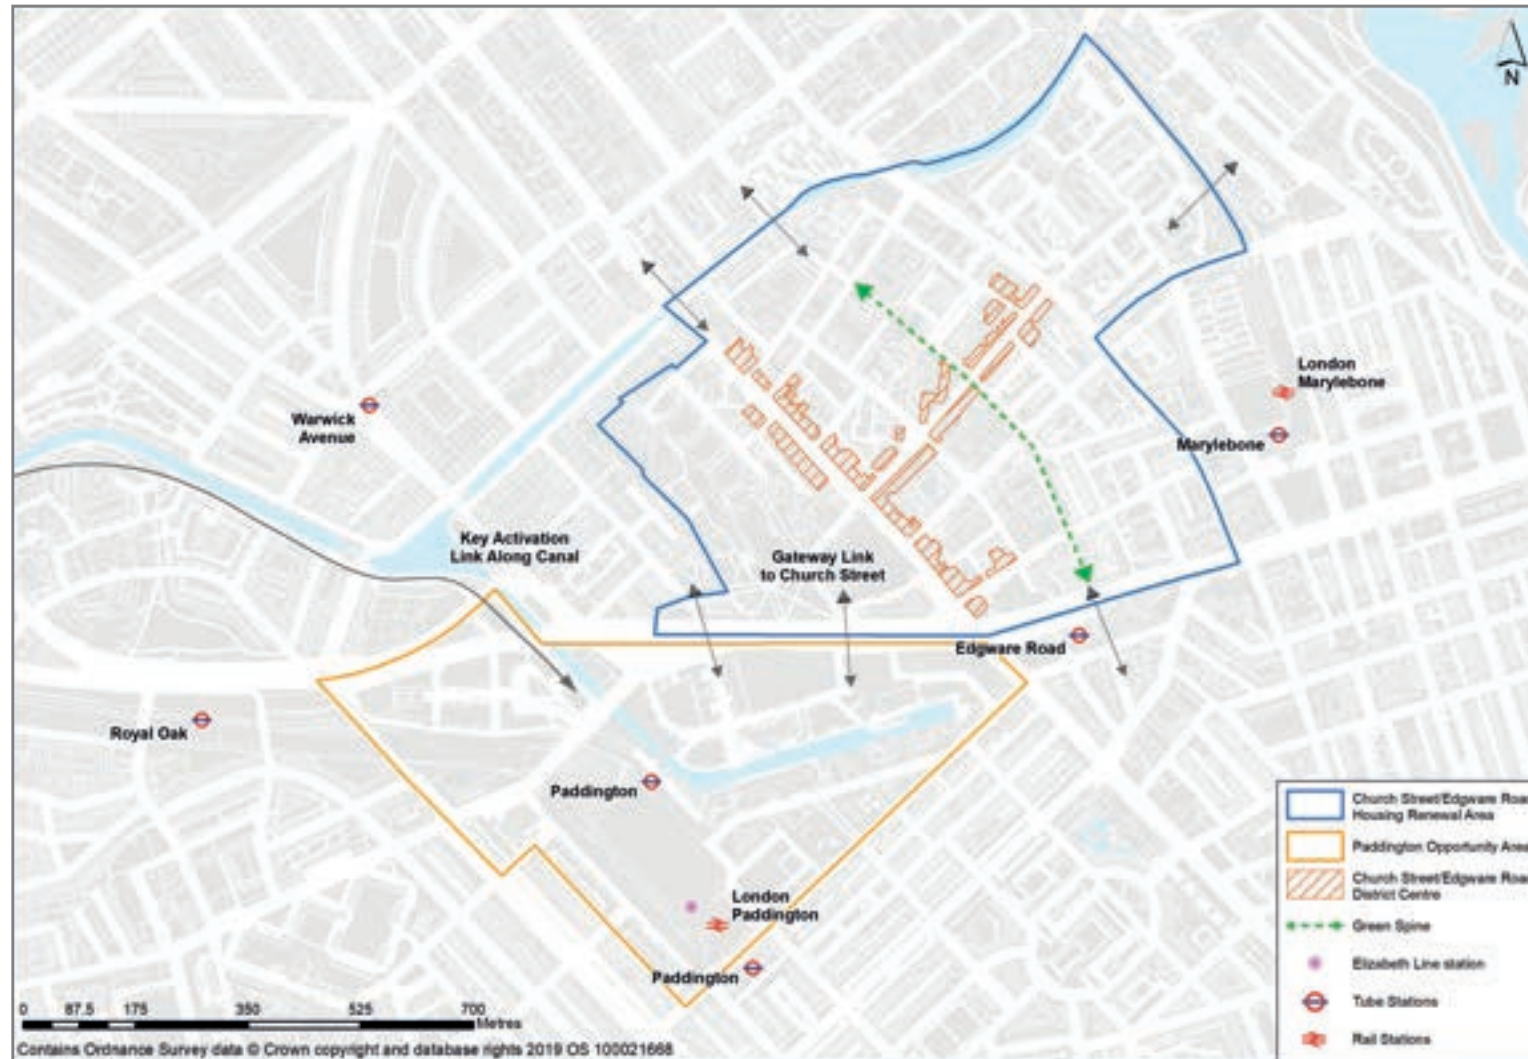 N
London
Marylebone
Warwick
Avenue
Marylebone
Key Activation
Link Along Canal
Gateway Link
to Church Street
Edgware Road
Royal Oak
Paddington
London
Paddington
Paddington
Church Street/Edgware Roa
Housing Renewal Area
Paddington Opportunity Area
Church Street/Edgware Roa
District Centre
Green Spine
Elizabeth Line station
Tube Stations
Rail Stations
0 87.5 175 350 525 700
Metres
Contains Ordnance Survey data © Crown copyright and database rights 2019 OS 100021668